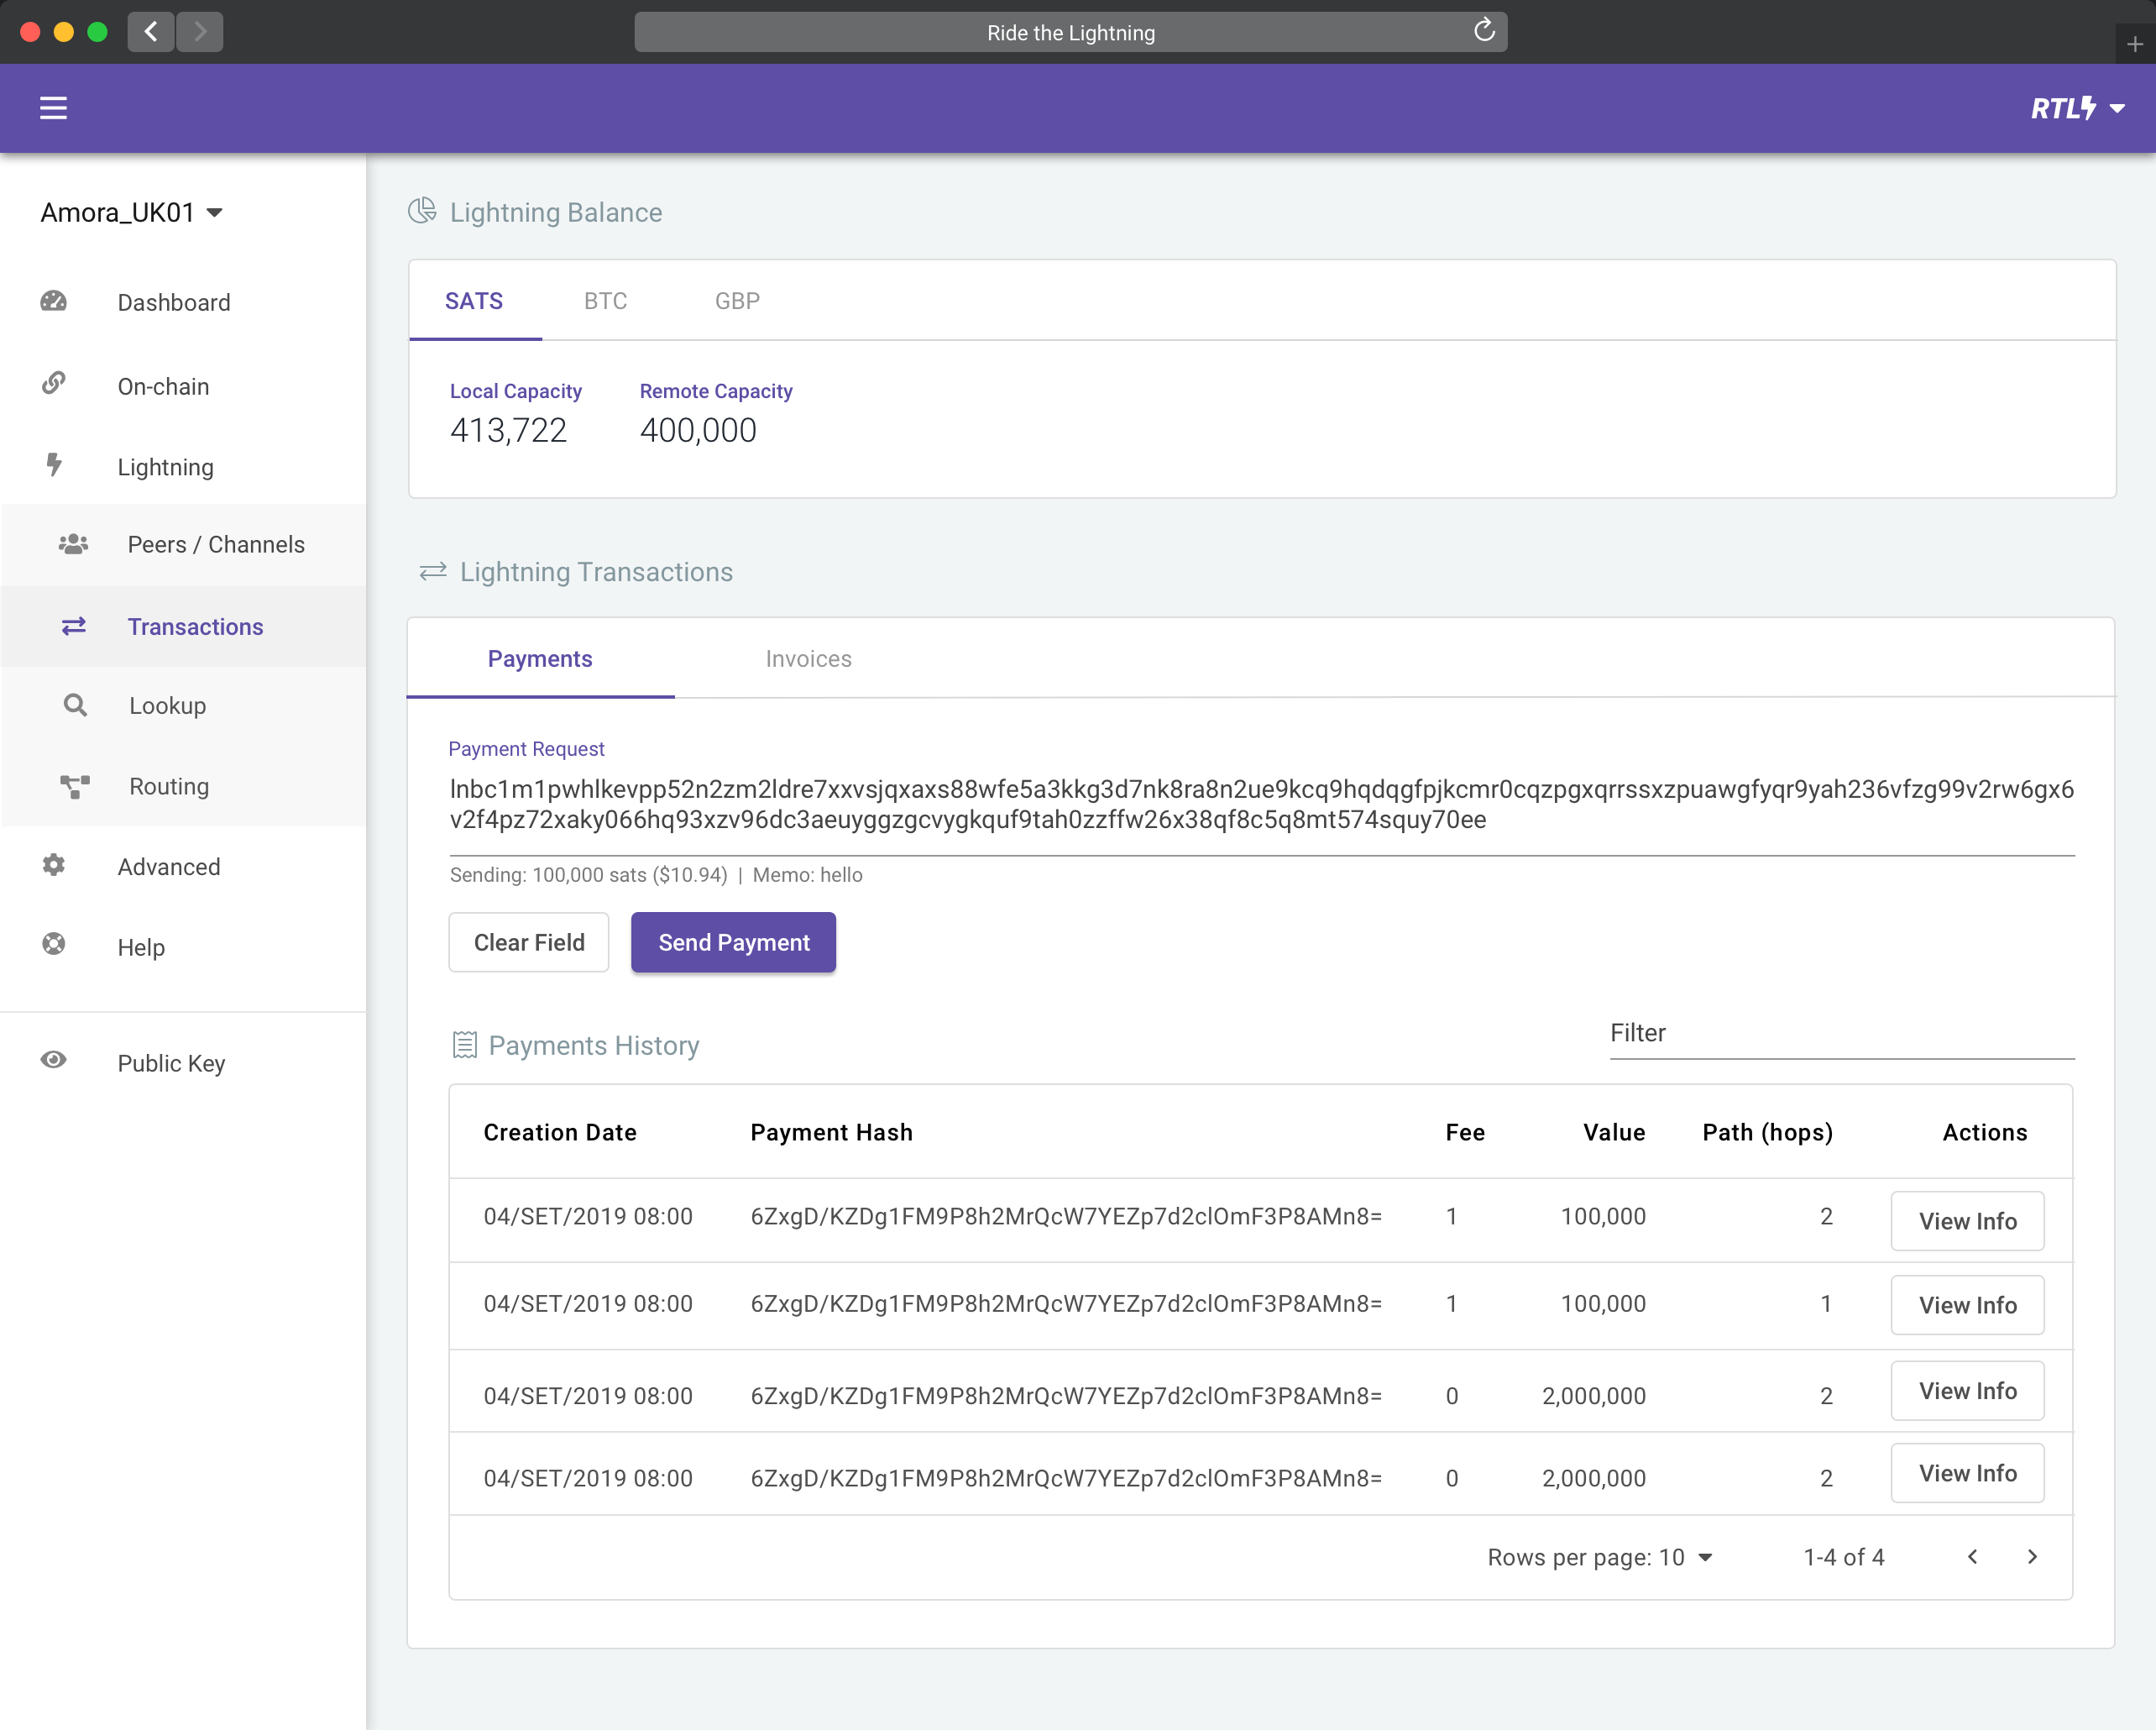 Ride the Lightning
RTL
Amora_UK01
Dashboard
On-chain
Lightning
Peers / Channels
Transactions
Lookup
Routing
Advanced
Help
Public Key
Lightning Balance
SATS BTC GBP
Local Capacity Remote Capacity
413,722 400,000
Lightning Transactions
Payments Invoices
Payment Request
lnbc1m1pwhlkevpp52n2zm2ldre7xxvsjqxaxs88wfe5a3kkg3d7nk8ra8n2ue9kcq9hqdqgfpjkcmr0cqzpgxqrrssxzpuawgfyqr9yah236vfzg99v2rw6gx6
v2f4pz72xaky066hq93xzv96dc3aeuyggzgcvygkquf9tah0zzffw26x38qf8c5q8mt574squy70ee
Sending: 100,000 sats ($10.94) | Memo: hello
Clear Field Send Payment
Payments History Filter
Creation Date Payment Hash Fee Value Path (hops) Actions
04/SET/2019 08:00 6ZxgD/KZDg1FM9P8h2MrQcW7YEZp7d2clOmF3P8AMn8= 1 100,000 2 View Info
04/SET/2019 08:00 6ZxgD/KZDg1FM9P8h2MrQcW7YEZp7d2clOmF3P8AMn8= 1 100,000 1 View Info
04/SET/2019 08:00 6ZxgD/KZDg1FM9P8h2MrQcW7YEZp7d2clOmF3P8AMn8= 0 2,000,000 2 View Info
04/SET/2019 08:00 6ZxgD/KZDg1FM9P8h2MrQcW7YEZp7d2clOmF3P8AMn8= 0 2,000,000 2 View Info
Rows per page: 10 1-4 of 4